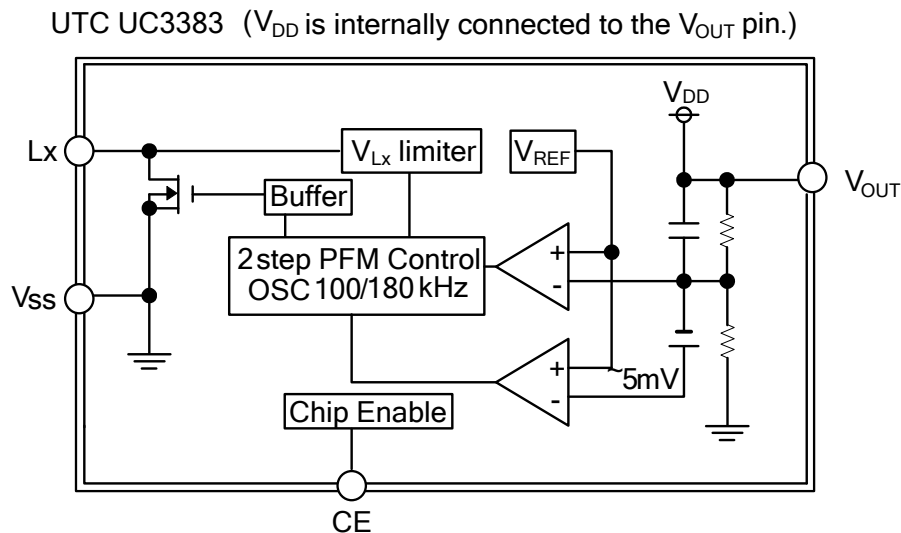 UTC UC3383 (VDD is internally connected to the VOUT pin.)
VDD
Lx
VLx limiter
VREF
VOUT
Buffer
2 step PFM Control
OSC 100/180 kHz
+
-
VSS
+
-
~5mV
Chip Enable
CE